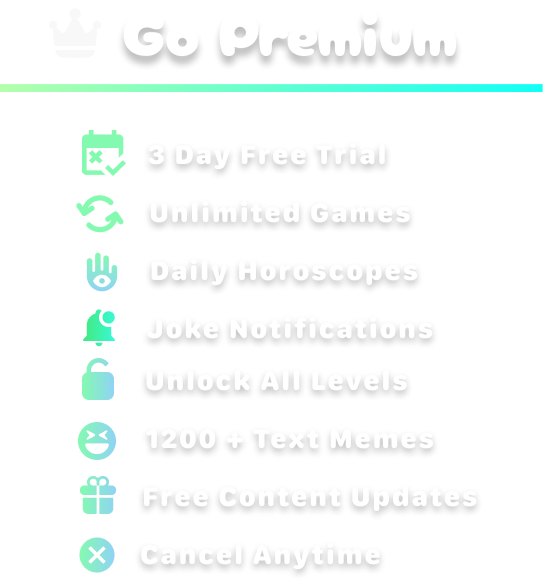 Go Premium
3 Day Free Trial
Unlimited Games
Daily Horoscopes
Joke Notifications
Unlock All Levels
1200 + Text Memes
Free Content Updates
Cancel Anytime